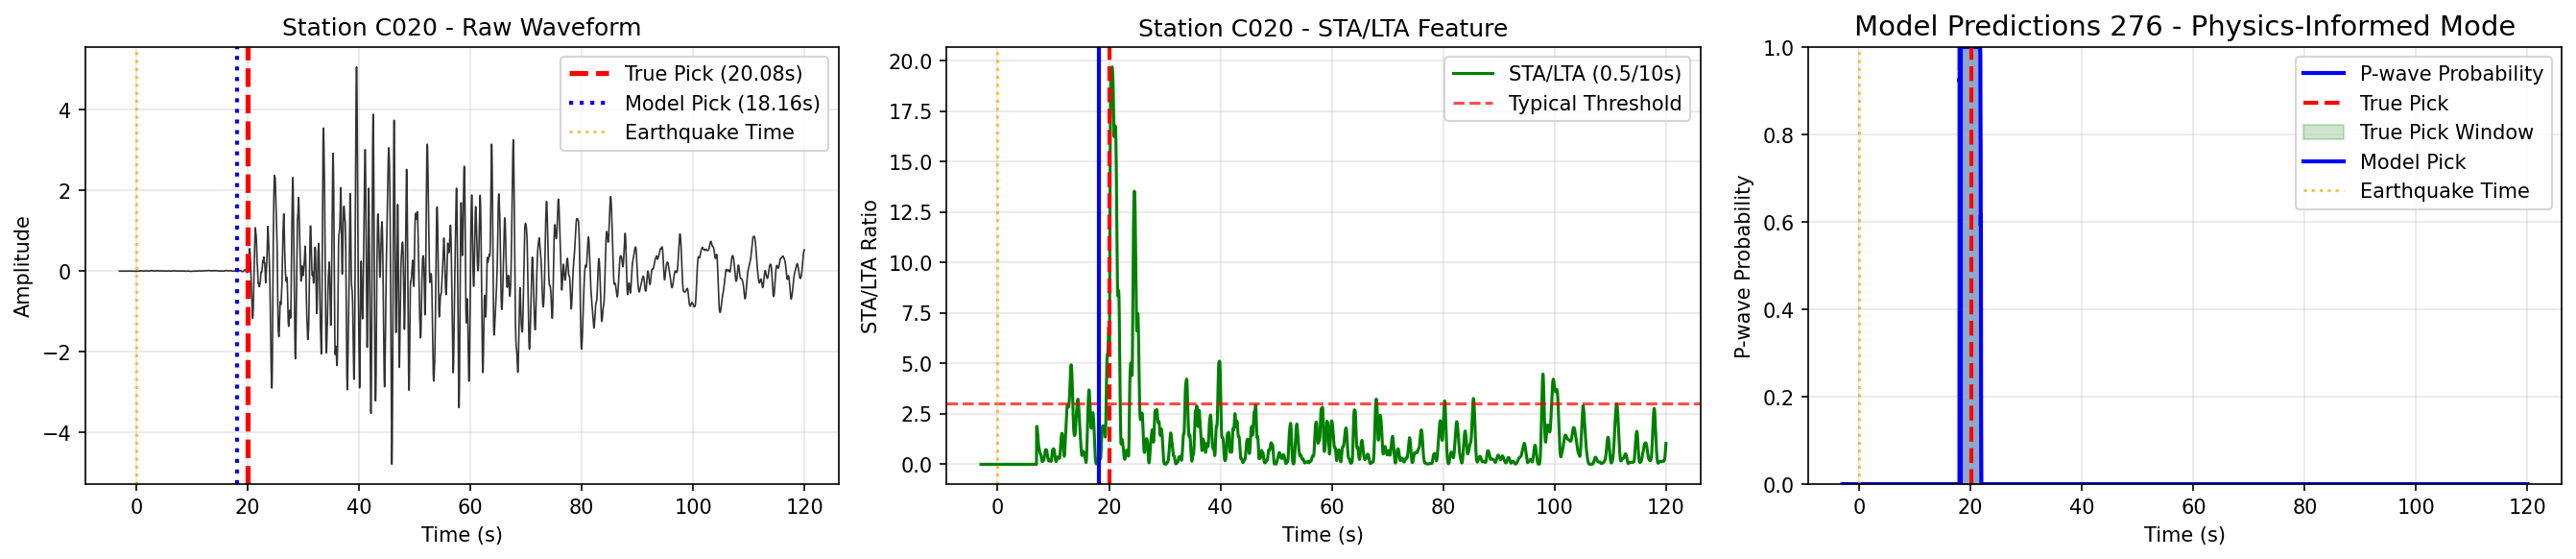 Station C020 - Raw Waveform
Amplitude
4
2
0
−2
−4
True Pick (20.08s)
Model Pick (18.16s)
Earthquake Time
0 20 40 60 80 100 120
Time (s)
Station C020 - STA/LTA Feature
STA/LTA Ratio
20.0
17.5
15.0
12.5
10.0
7.5
5.0
2.5
0.0
STA/LTA (0.5/10s)
Typical Threshold
0 20 40 60 80 100 120
Time (s)
Model Predictions 276 - Physics-Informed Mode
P-wave Probability
1.0
0.8
0.6
0.4
0.2
0.0
P-wave Probability
True Pick
True Pick Window
Model Pick
Earthquake Time
0 20 40 60 80 100 120
Time (s)